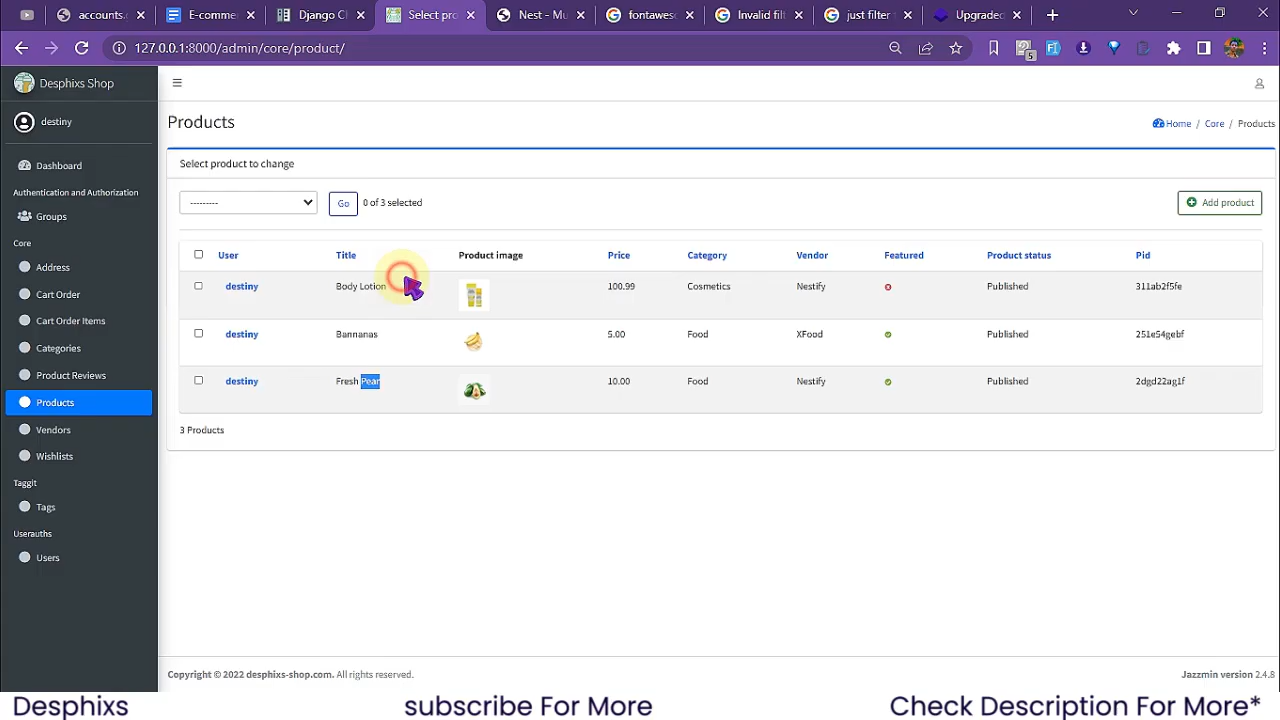 accounts.
E-commerc
Django Gi
Select pro
Nest - Mu
fontawes
Invalid fil
just filter
Upgraded
127.0.0.1:8000/admin/core/product/
5
Desphixs Shop
destiny
Dashboard
Authentication and Authorization
Groups
Core
Address
Cart Order
Cart Order Items
Categories
Product Reviews
Products
Vendors
Wishlists
Taggit
Tags
Userauths
Users
Products
Home / Core / Products
Select product to change
---------
Go
0 of 3 selected
Add product
User Title Product image Price Category Vendor Featured Product status Pid
destiny Body Lotion 100.99 Cosmetics Nestify Published 311ab2f5fe
destiny Bannanas 5.00 Food XFood Published 251e54gebf
destiny Fresh Pear 10.00 Food Nestify Published 2dgd22ag1f
3 Products
Copyright © 2022 desphixs-shop.com. All rights reserved.
Jazzmin version 2.4.8
Desphixs
subscribe For More
Check Description For More*